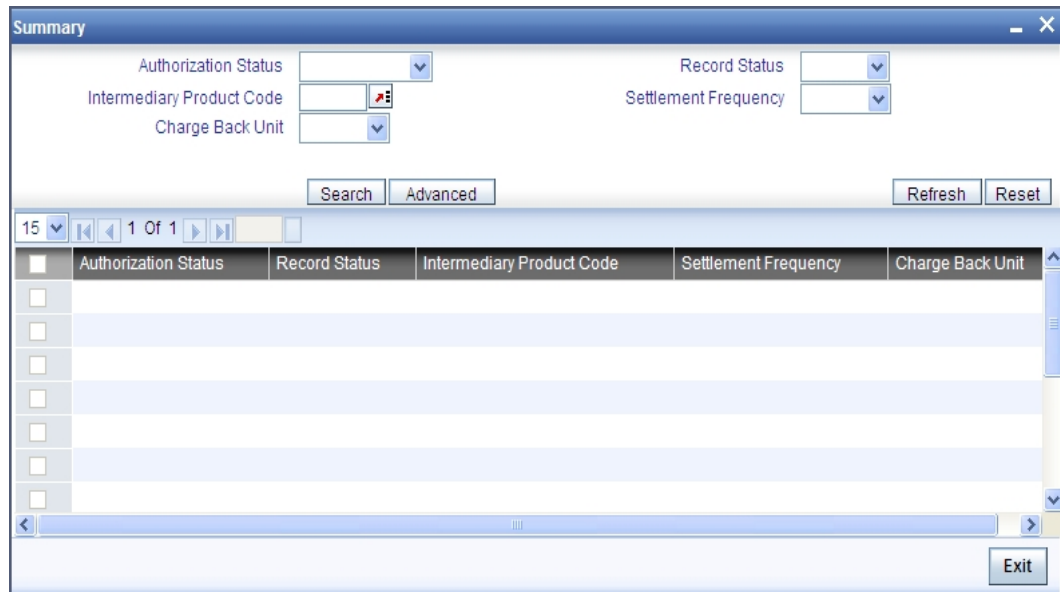 Summary
Authorization Status
Record Status
Intermediary Product Code
Settlement Frequency
Charge Back Unit
Search Advanced Refresh Reset
15 1 Of 1
Authorization Status Record Status Intermediary Product Code Settlement Frequency Charge Back Unit
Exit